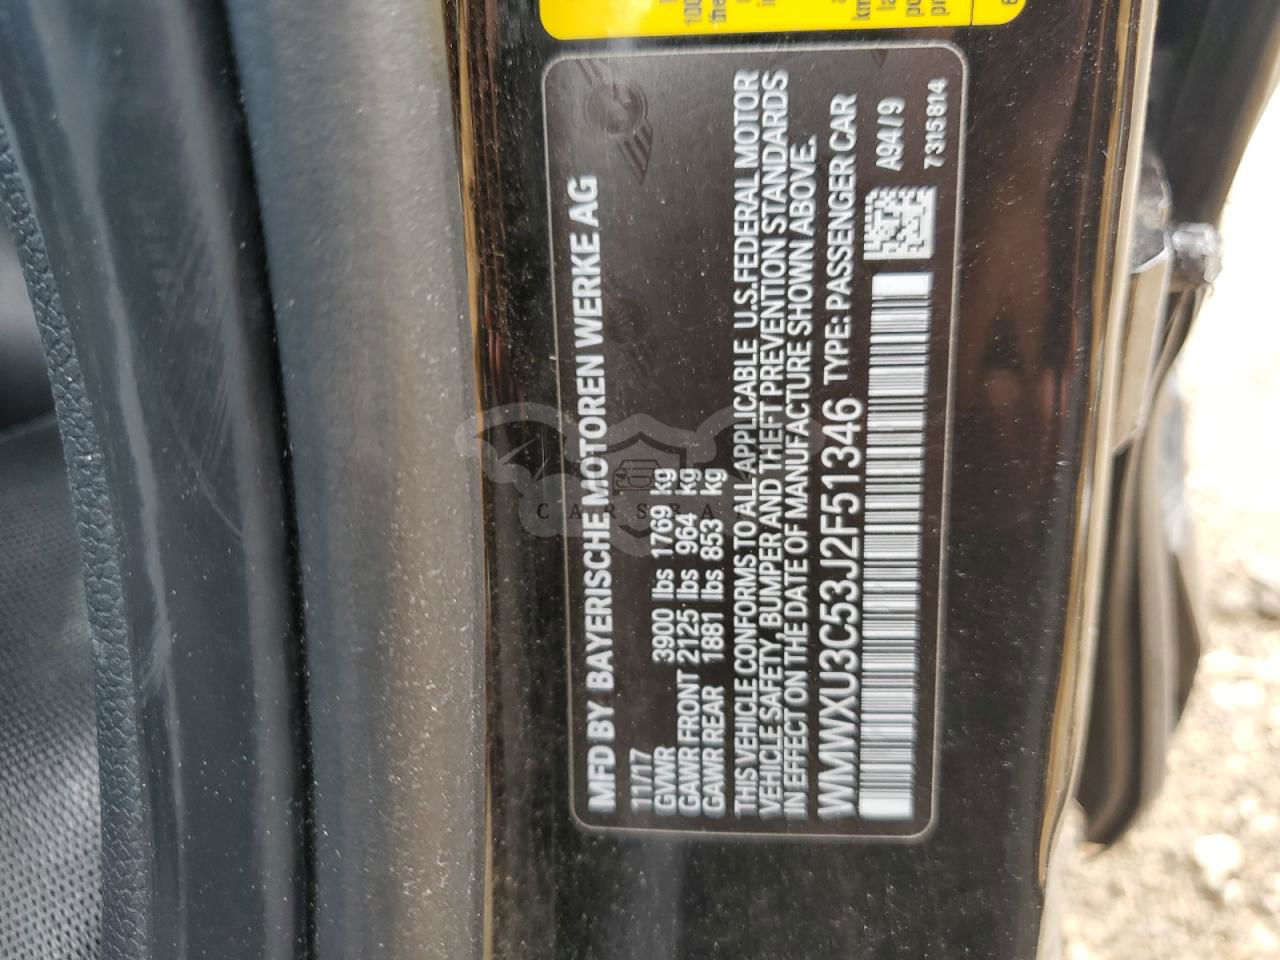 MFD BY BAYERISCHE MOTOREN WERKE AG
11/17
GVWR 3900 lbs 1769 kg
GAWR FRONT 2125 lbs 964 kg
GAWR REAR 1881 lbs 853 kg
THIS VEHICLE CONFORMS TO ALL APPLICABLE U.S.FEDERAL MOTOR
VEHICLE SAFETY, BUMPER AND THEFT PREVENTION STANDARDS
IN EFFECT ON THE DATE OF MANUFACTURE SHOWN ABOVE.
WMWXU3C53J2F51346 TYPE: PASSENGER CAR
A94/9
7315814
CARSEA